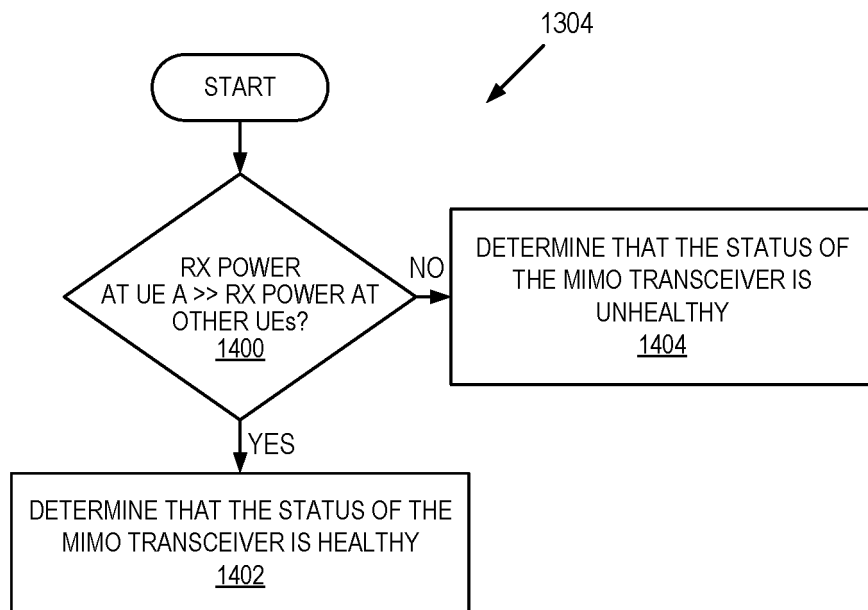 1304
START
RX POWER
AT UE A >> RX POWER AT
OTHER UEs?
1400
NO
DETERMINE THAT THE STATUS OF
THE MIMO TRANSCEIVER IS
UNHEALTHY
1404
YES
DETERMINE THAT THE STATUS OF THE
MIMO TRANSCEIVER IS HEALTHY
1402